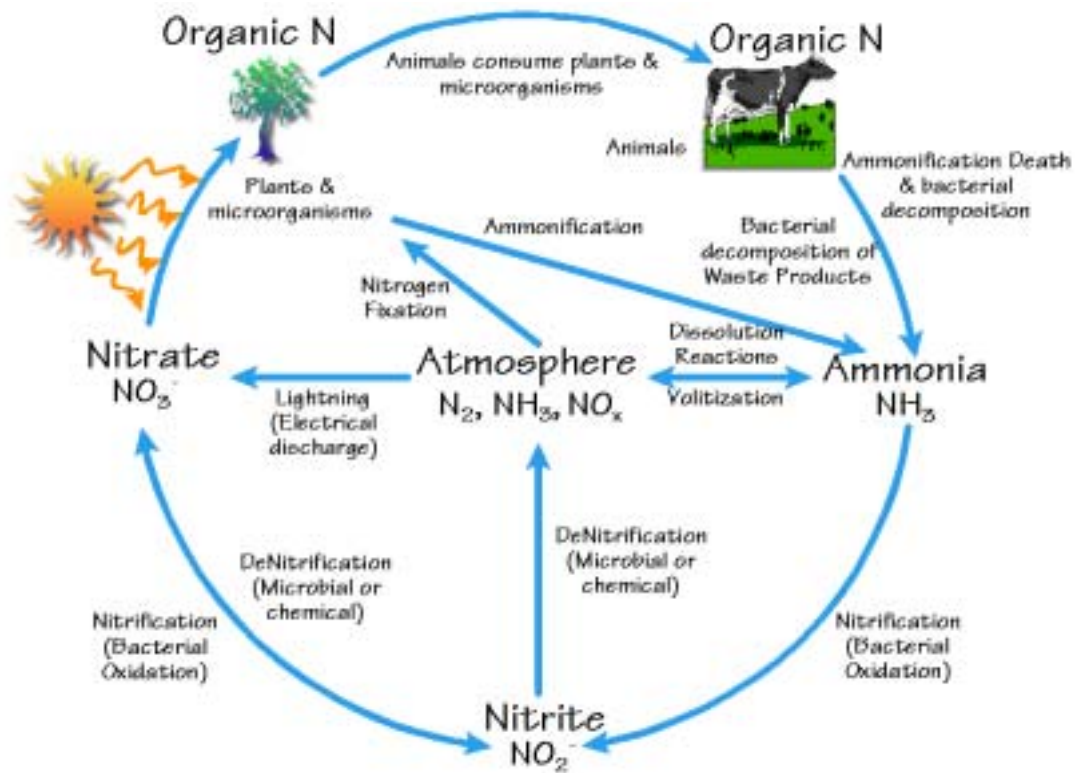 Organic N
Organic N
Animals consume plants &
microorganisms
Animals
Plants &
microorganisms
Ammonification Death
& bacterial
decomposition
Ammonification
Bacterial
decomposition of
Waste Products
Nitrogen
Fixation
Dissolution
Reactions
Volitization
Nitrate
NO₃⁻
Atmosphere
N₂, NH₃, NOₓ
Ammonia
NH₃
Lightning
(Electrical
discharge)
DeNitrification
(Microbial or
chemical)
DeNitrification
(Microbial or
chemical)
Nitrification
(Bacterial
Oxidation)
Nitrification
(Bacterial
Oxidation)
Nitrite
NO₂⁻